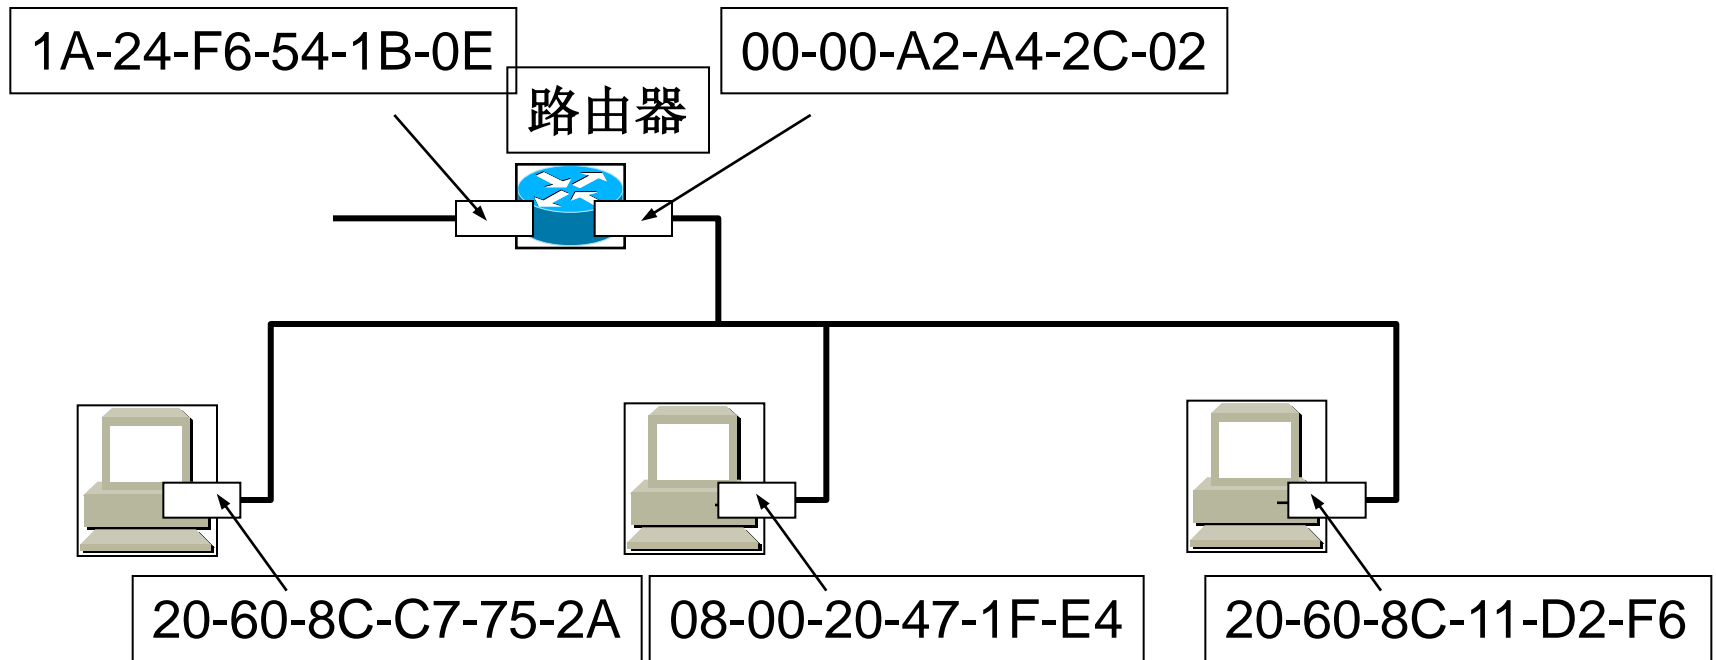 1A-24-F6-54-1B-0E
00-00-A2-A4-2C-02
路由器
20-60-8C-C7-75-2A
08-00-20-47-1F-E4
20-60-8C-11-D2-F6